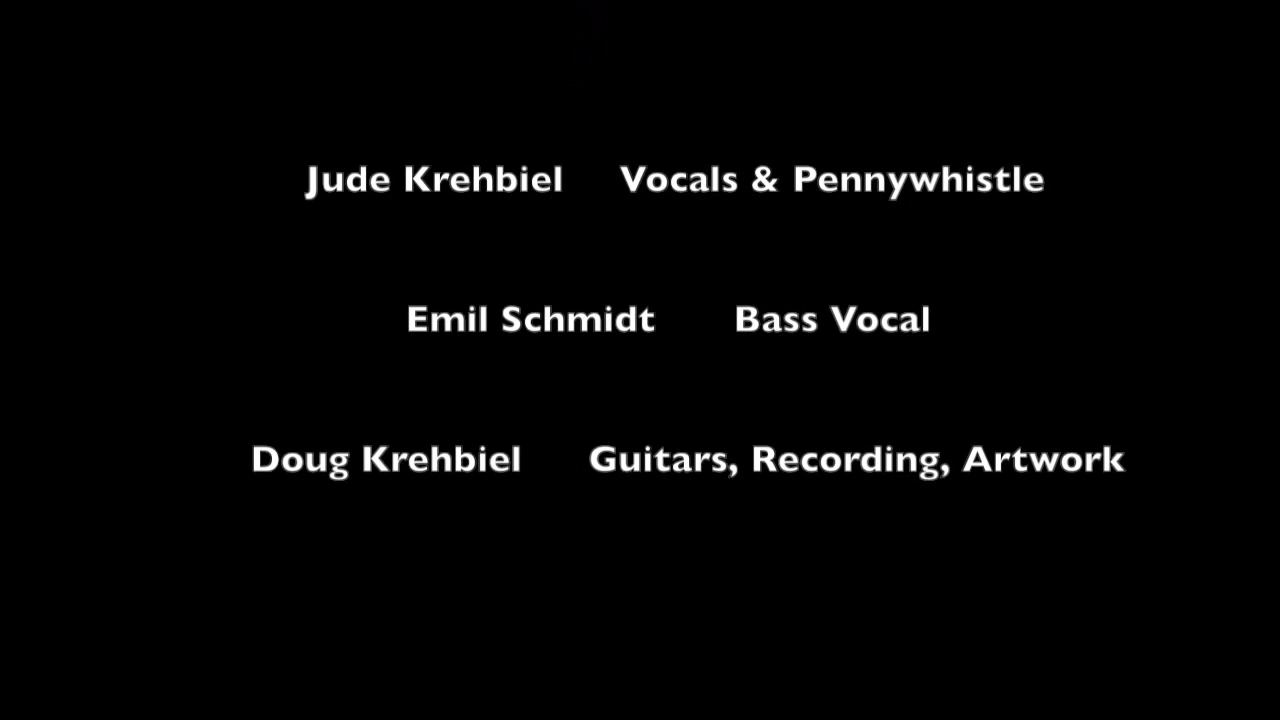 Jude Krehbiel Vocals & Pennywhistle
Emil Schmidt Bass Vocal
Doug Krehbiel Guitars, Recording, Artwork